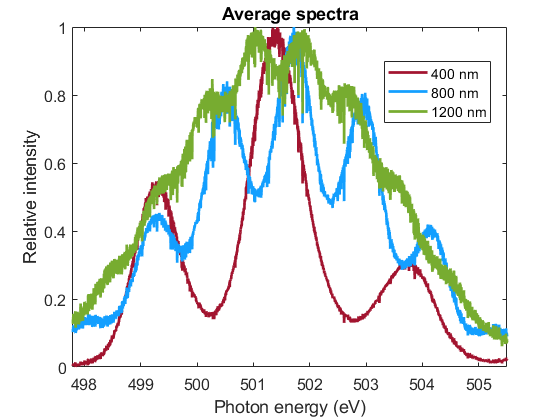 Average spectra
1
0.8
0.6
0.4
0.2
0
Relative intensity
400 nm
800 nm
1200 nm
498 499 500 501 502 503 504 505
Photon energy (eV)